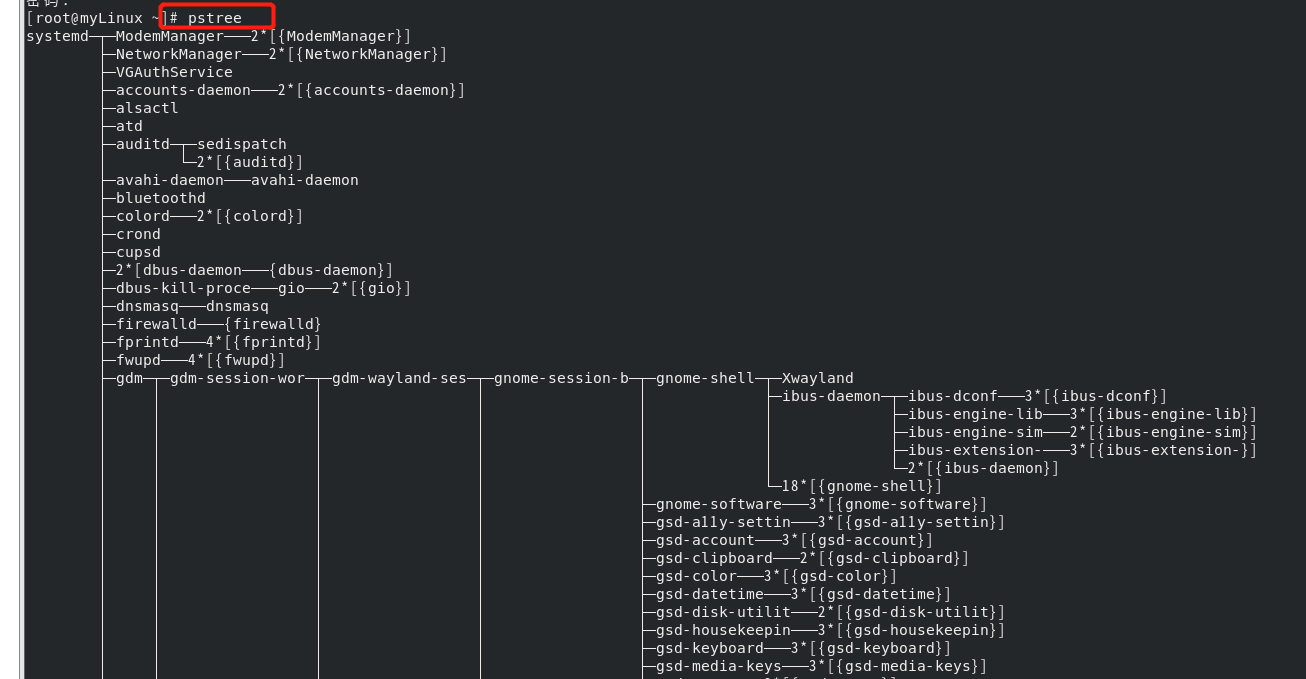 密码：
[root@myLinux ~]# pstree
systemd─┬─ModemManager───2*[{ModemManager}]
        ├─NetworkManager───2*[{NetworkManager}]
        ├─VGAuthService
        ├─accounts-daemon───2*[{accounts-daemon}]
        ├─alsactl
        ├─atd
        ├─auditd─┬─sedispatch
        │        └─2*[{auditd}]
        ├─avahi-daemon───avahi-daemon
        ├─bluetoothd
        ├─colord───2*[{colord}]
        ├─crond
        ├─cupsd
        ├─2*[dbus-daemon───{dbus-daemon}]
        ├─dbus-kill-proce───gio───2*[{gio}]
        ├─dnsmasq───dnsmasq
        ├─firewalld───{firewalld}
        ├─fprintd───4*[{fprintd}]
        ├─fwupd───4*[{fwupd}]
        ├─gdm─┬─gdm-session-wor─┬─gdm-wayland-ses─┬─gnome-session-b─┬─gnome-shell─┬─Xwayland
        │     │                 │                 │                 │             ├─ibus-daemon─┬─ibus-dconf───3*[{ibus-dconf}]
        │     │                 │                 │                 │             │             ├─ibus-engine-lib───3*[{ibus-engine-lib}]
        │     │                 │                 │                 │             │             ├─ibus-engine-sim───2*[{ibus-engine-sim}]
        │     │                 │                 │                 │             │             ├─ibus-extension-───3*[{ibus-extension-}]
        │     │                 │                 │                 │             │             └─2*[{ibus-daemon}]
        │     │                 │                 │                 │             └─18*[{gnome-shell}]
        │     │                 │                 │                 ├─gnome-software───3*[{gnome-software}]
        │     │                 │                 │                 ├─gsd-a11y-settin───3*[{gsd-a11y-settin}]
        │     │                 │                 │                 ├─gsd-account───3*[{gsd-account}]
        │     │                 │                 │                 ├─gsd-clipboard───2*[{gsd-clipboard}]
        │     │                 │                 │                 ├─gsd-color───3*[{gsd-color}]
        │     │                 │                 │                 ├─gsd-datetime───3*[{gsd-datetime}]
        │     │                 │                 │                 ├─gsd-disk-utilit───2*[{gsd-disk-utilit}]
        │     │                 │                 │                 ├─gsd-housekeepin───3*[{gsd-housekeepin}]
        │     │                 │                 │                 ├─gsd-keyboard───3*[{gsd-keyboard}]
        │     │                 │                 │                 ├─gsd-media-keys───3*[{gsd-media-keys}]